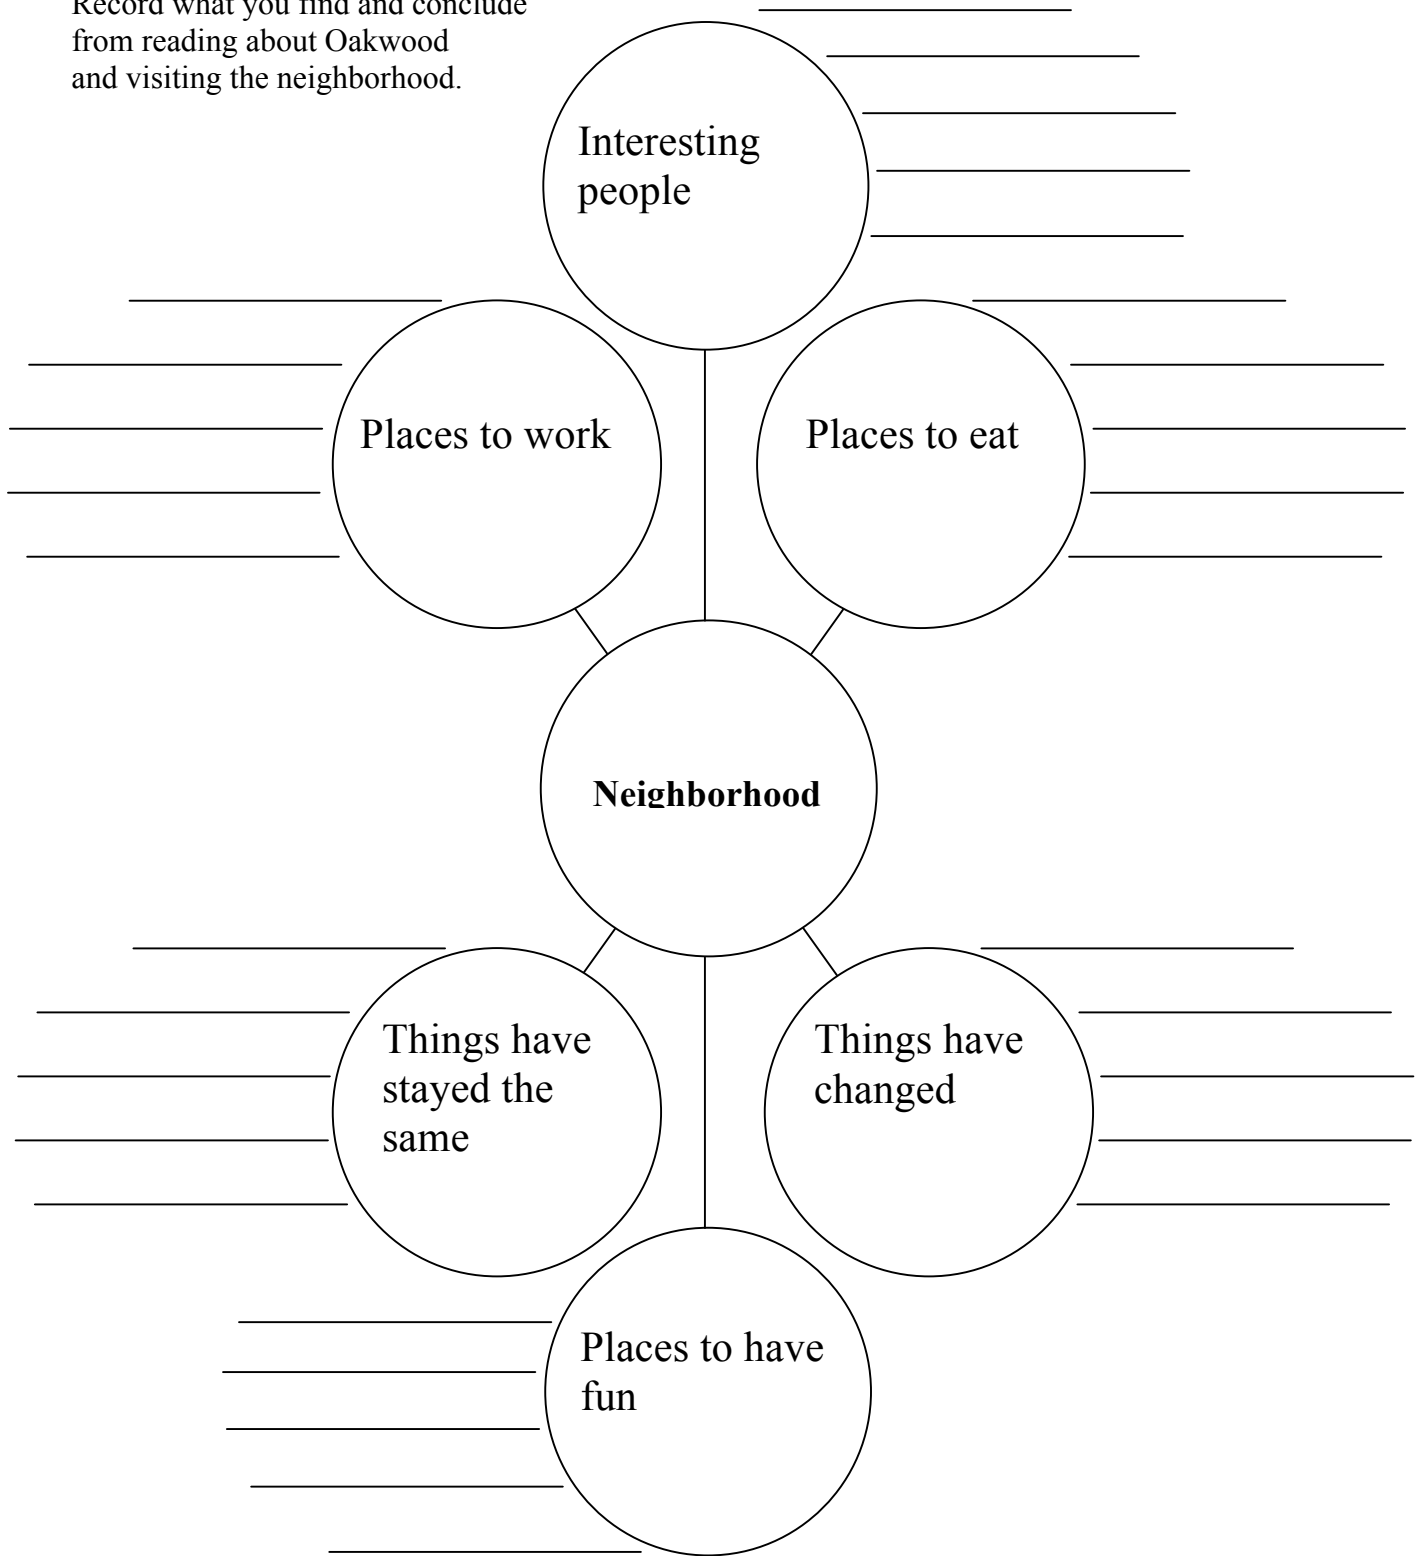 Record what you find and conclude
from reading about Oakwood
and visiting the neighborhood.
Interesting
people
Places to work
Places to eat
Neighborhood
Things have
stayed the
same
Things have
changed
Places to have
fun